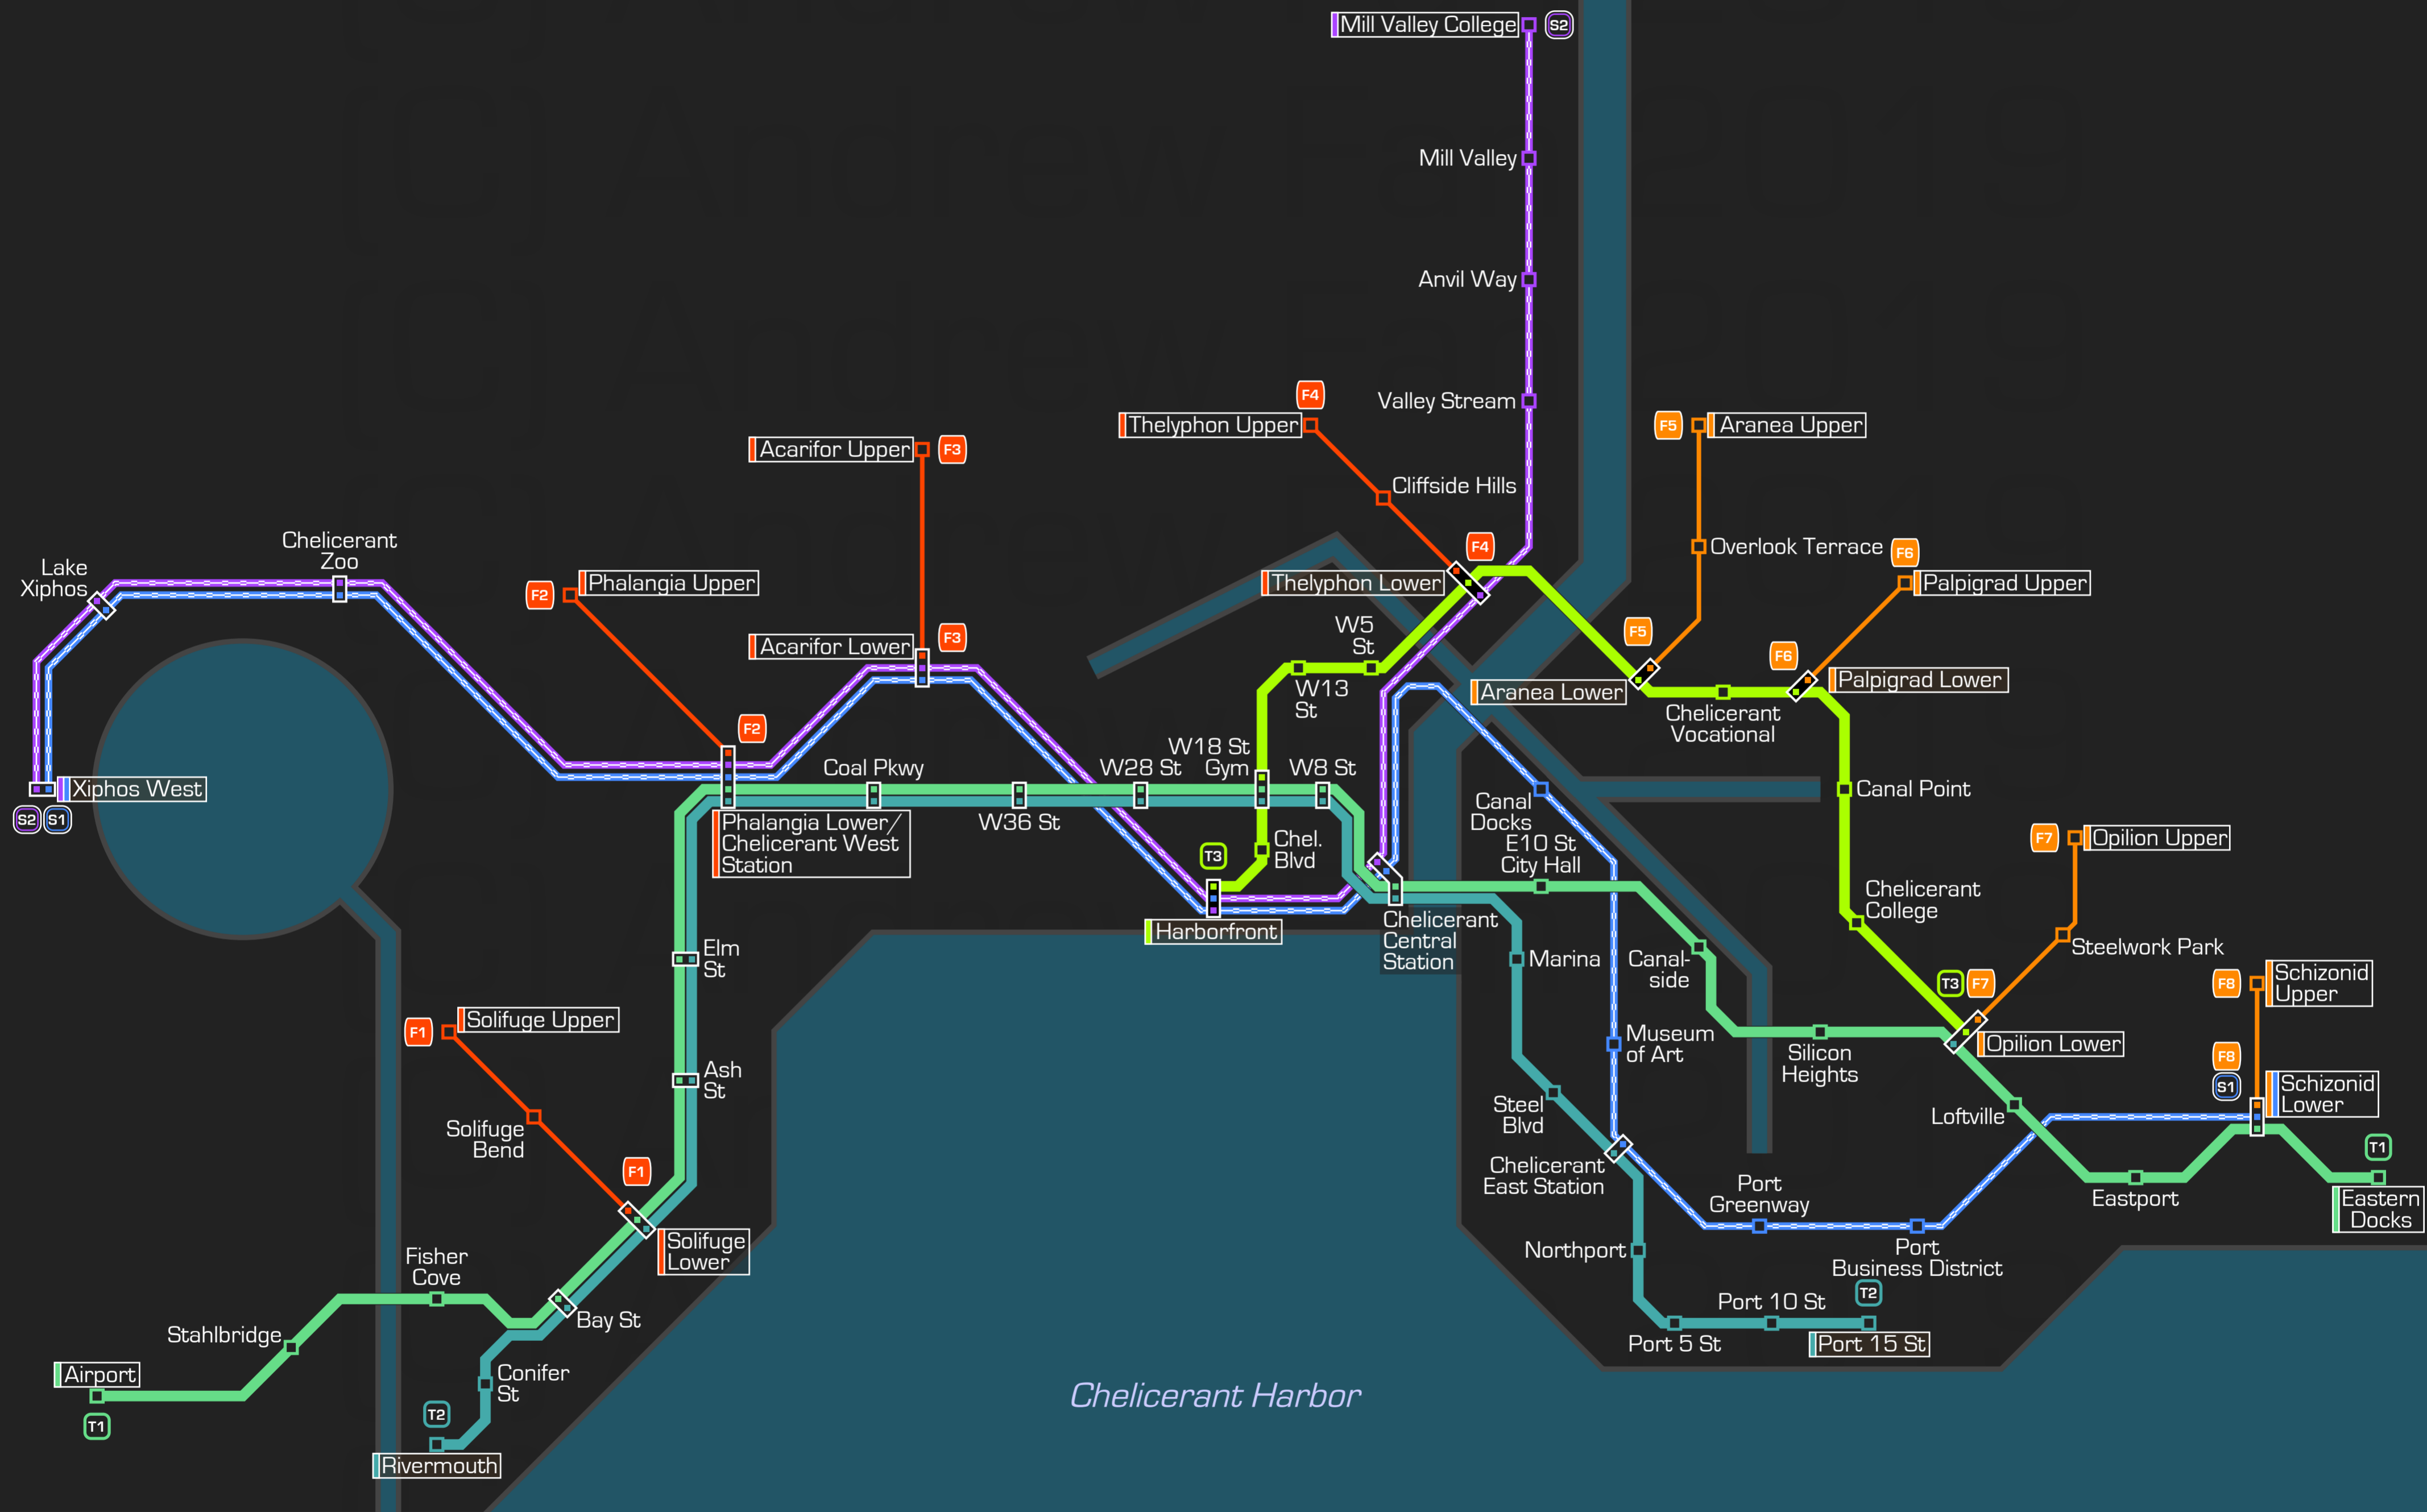 Mill Valley College
S2
Mill Valley
Anvil Way
Valley Stream
F4
Thelyphon Upper
Cliffside Hills
F4
Thelyphon Lower
F5
Aranea Upper
Overlook Terrace
F6
Palpigrad Upper
F5
Aranea Lower
F6
Palpigrad Lower
Chelicerant
Vocational
Acarifor Upper
F3
Acarifor Lower
F3
Chelicerant
Zoo
Lake
Xiphos
F2
Phalangia Upper
F2
Xiphos West
S2
S1
Phalangia Lower/
Chelicerant West
Station
Coal Pkwy
W36 St
W28 St
W18 St
Gym
W8 St
W13
St
W5
St
Chel.
Blvd
T3
Harborfront
Chelicerant
Central
Station
Canal
Docks
E10 St
City Hall
Canal Point
Chelicerant
College
F7
Opilion Upper
Steelwork Park
T3
F7
Opilion Lower
F8
Schizonid
Upper
F8
S1
Schizonid
Lower
T1
Eastern
Docks
Elm
St
Ash
St
F1
Solifuge Upper
Solifuge
Bend
F1
Solifuge
Lower
Marina
Canal-
side
Museum
of Art
Silicon
Heights
Loftville
Eastport
Steel
Blvd
Chelicerant
East Station
Port
Greenway
Port
Business District
Northport
Port 5 St
Port 10 St
T2
Port 15 St
Fisher
Cove
Bay St
Stahlbridge
Airport
T1
Conifer
St
T2
Rivermouth
Chelicerant Harbor
(C) Andrew Fan 2019